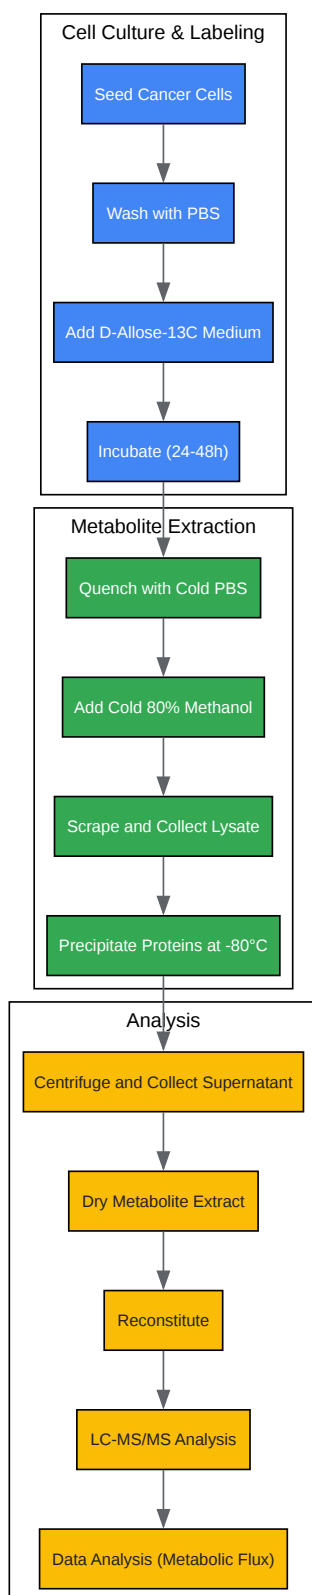 Cell Culture & Labeling
Seed Cancer Cells
Wash with PBS
Add D-Allose-13C Medium
Incubate (24-48h)
Metabolite Extraction
Quench with Cold PBS
Add Cold 80% Methanol
Scrape and Collect Lysate
Precipitate Proteins at -80°C
Analysis
Centrifuge and Collect Supernatant
Dry Metabolite Extract
Reconstitute
LC-MS/MS Analysis
Data Analysis (Metabolic Flux)